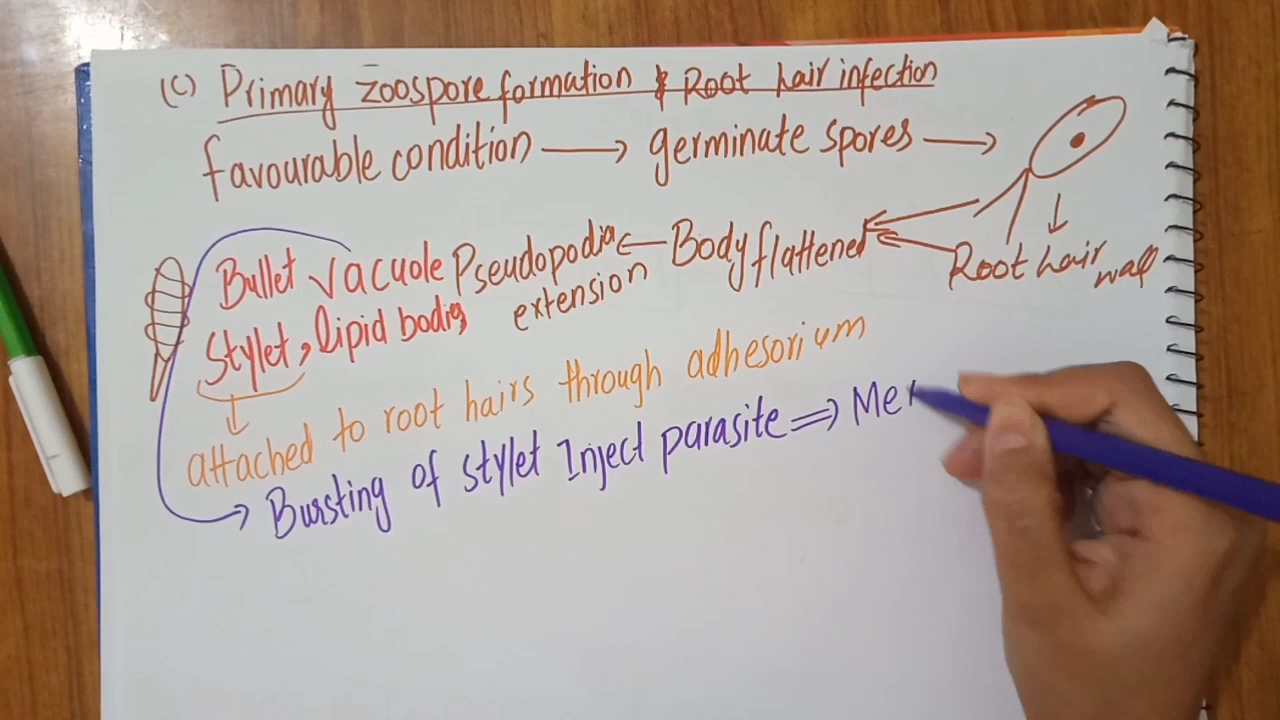 (C) Primary zoospore formation & Root hair infection
favourable condition → germinate spores →
Root hair wall
Bullet vacuole Pseudopodia ← Body flattened
Stylet, lipid bodies extension
attached to root hairs through adhesorium
→ Bursting of stylet Inject parasite ⇒ Me